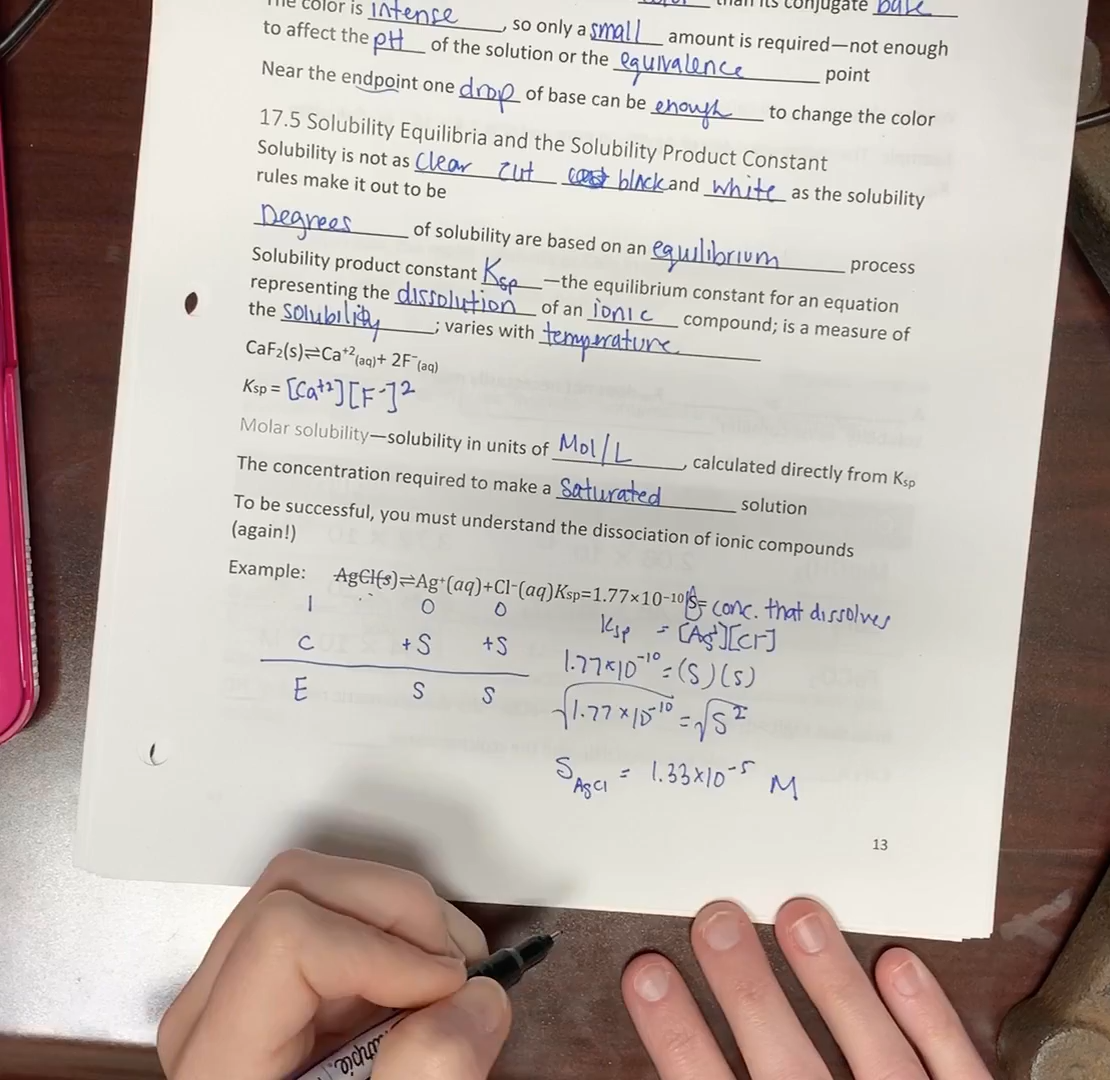 The color is intense, so only a small amount is required—not enough
to affect the pH of the solution or the equivalence point
Near the endpoint one drop of base can be enough to change the color
17.5 Solubility Equilibria and the Solubility Product Constant
Solubility is not as clear cut black and white as the solubility
rules make it out to be
Degrees of solubility are based on an equilibrium process
Solubility product constant Ksp—the equilibrium constant for an equation
representing the dissolution of an ionic compound; is a measure of
the solubility; varies with temperature
CaF₂(s)⇌Ca⁺²(aq)+ 2F⁻(aq)
Ksp = [Ca⁺²][F⁻]²
Molar solubility—solubility in units of Mol/L, calculated directly from Ksp
The concentration required to make a Saturated solution
To be successful, you must understand the dissociation of ionic compounds
(again!)
Example: AgCl(s)⇌Ag⁺(aq)+Cl⁻(aq)Ksp=1.77×10⁻¹⁰ S= conc. that dissolves
I 0 0 Ksp = [Ag⁺][Cl⁻]
C +S +S 1.77×10⁻¹⁰ = (S)(S)
E S S √1.77×10⁻¹⁰ = √S²
S AgCl = 1.33×10⁻⁵ M
13